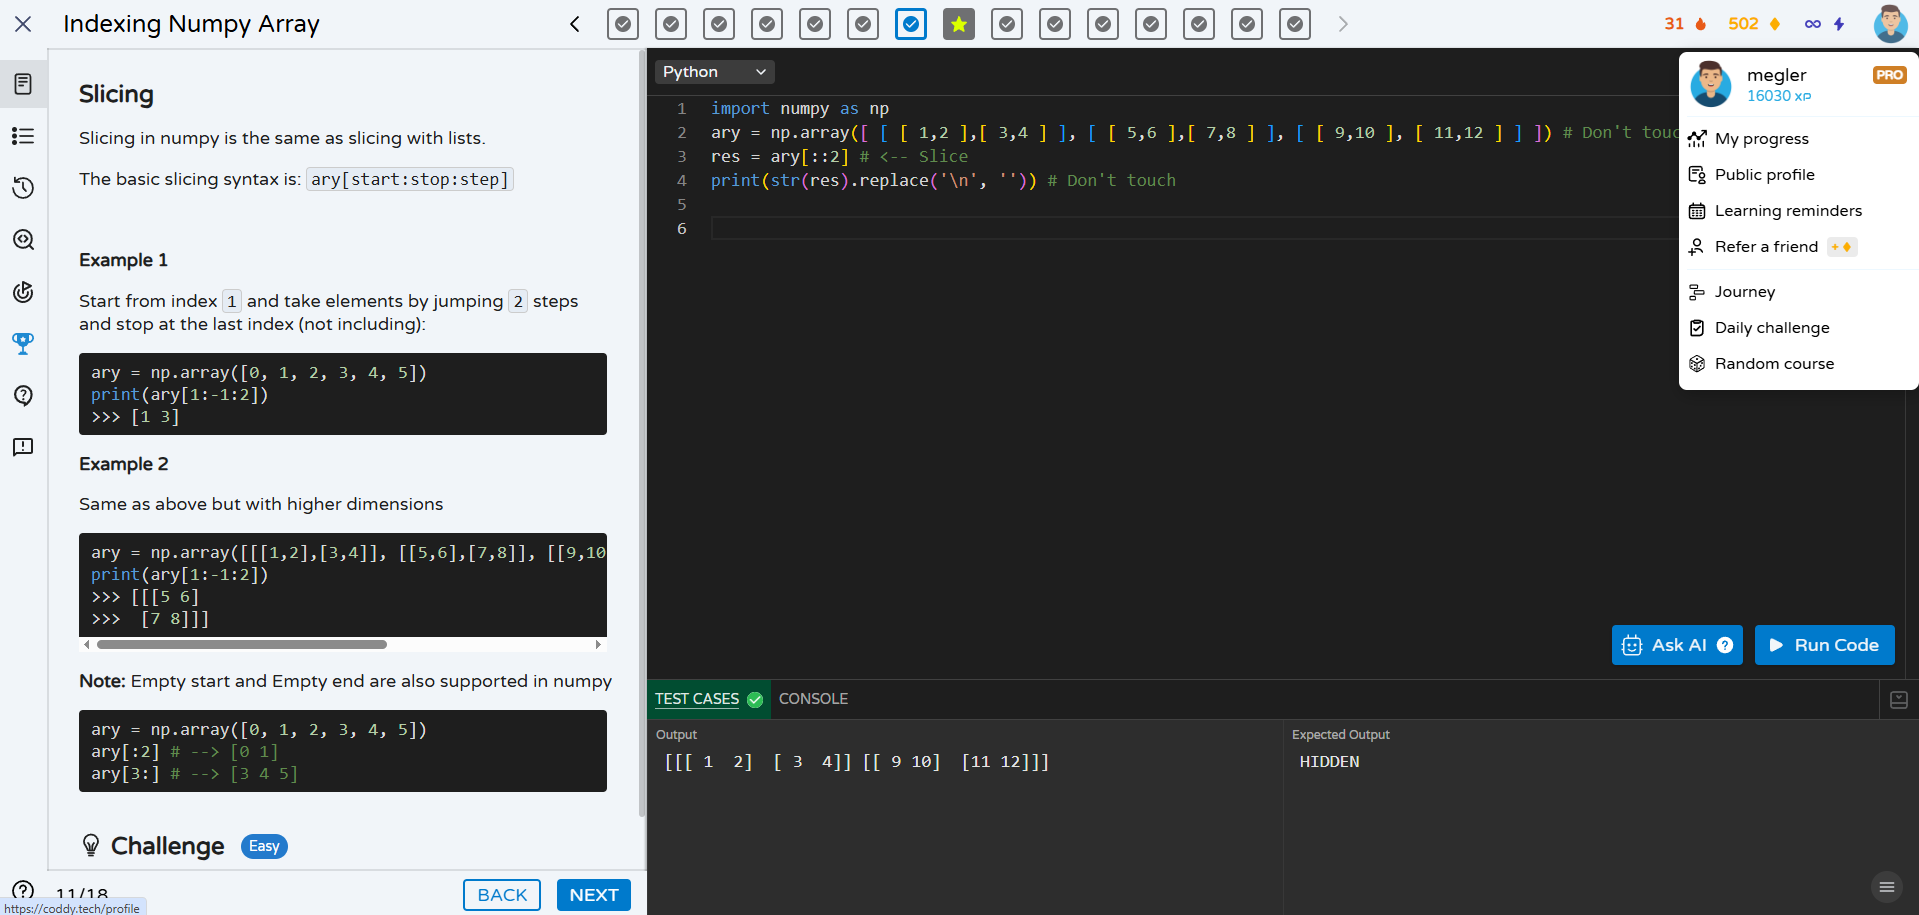 Indexing Numpy Array
31
502
∞
Slicing
Slicing in numpy is the same as slicing with lists.
The basic slicing syntax is: ary[start:stop:step]
Example 1
Start from index 1 and take elements by jumping 2 steps
and stop at the last index (not including):
ary = np.array([0, 1, 2, 3, 4, 5])
print(ary[1:-1:2])
>>> [1 3]
Example 2
Same as above but with higher dimensions
ary = np.array([[[1,2],[3,4]], [[5,6],[7,8]], [[9,10
print(ary[1:-1:2])
>>> [[[5 6]
>>>  [7 8]]]
Note: Empty start and Empty end are also supported in numpy
ary = np.array([0, 1, 2, 3, 4, 5])
ary[:2] # --> [0 1]
ary[3:] # --> [3 4 5]
Challenge Easy
11/18
BACK
NEXT
https://coddy.tech/profile
Python
1 import numpy as np
2 ary = np.array([ [ [ 1,2 ],[ 3,4 ] ], [ [ 5,6 ],[ 7,8 ] ], [ [ 9,10 ], [ 11,12 ] ] ]) # Don't touc
3 res = ary[::2] # <-- Slice
4 print(str(res).replace('\n', '')) # Don't touch
5
6
megler
PRO
16030 XP
My progress
Public profile
Learning reminders
Refer a friend +
Journey
Daily challenge
Random course
Ask AI ?
Run Code
TEST CASES
CONSOLE
Output
[[[ 1  2]  [ 3  4]] [[ 9 10]  [11 12]]]
Expected Output
HIDDEN